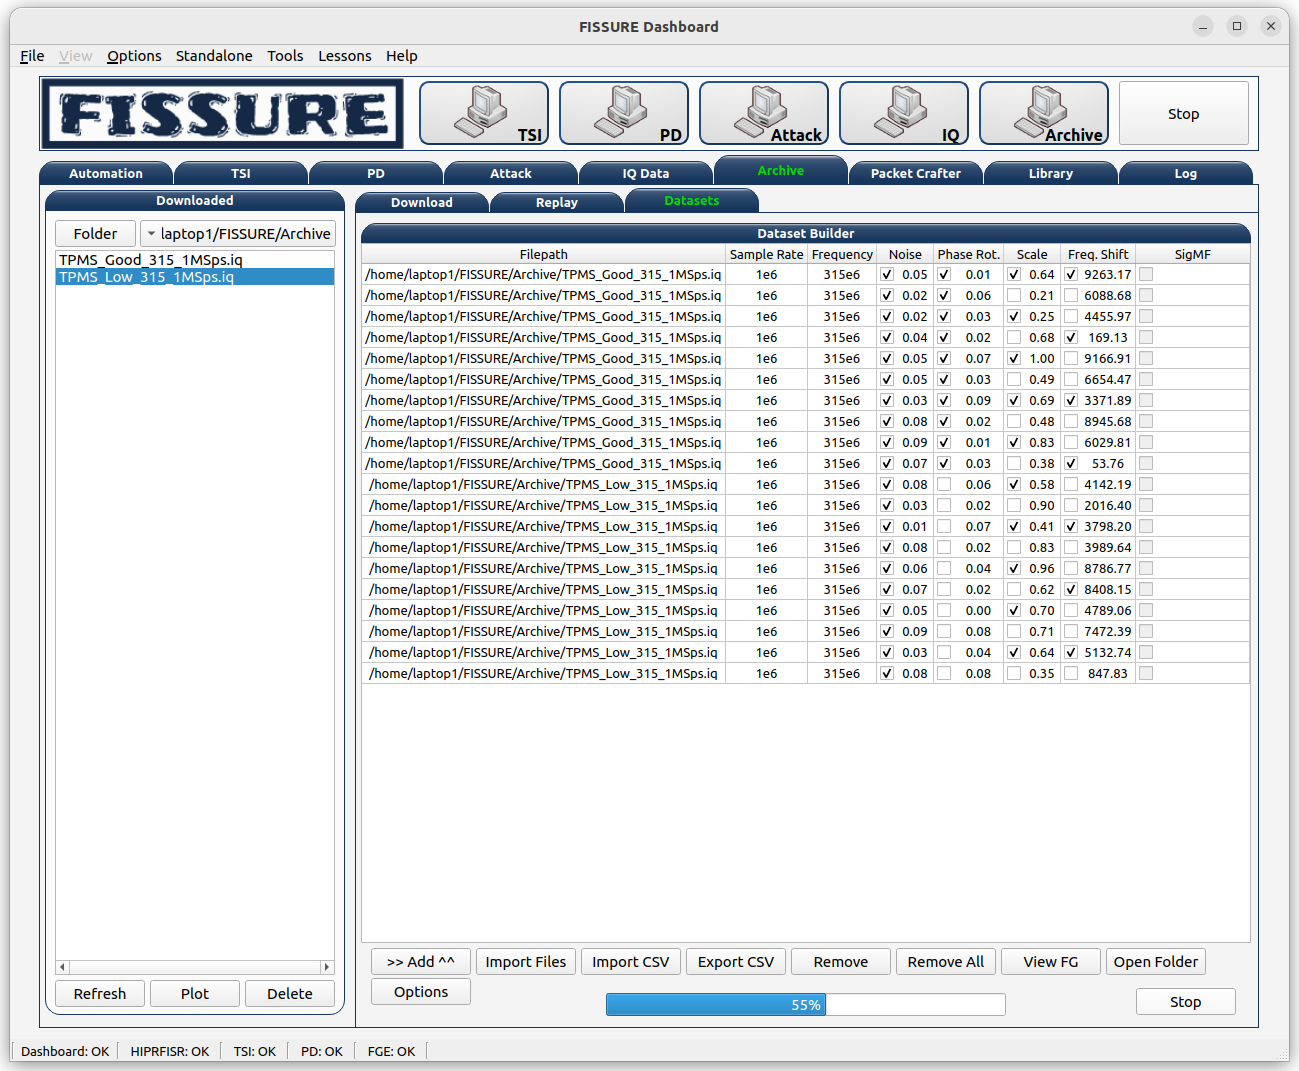 FISSURE Dashboard
File View Options Standalone Tools Lessons Help
FISSURE TSI PD Attack IQ Archive Stop
Automation TSI PD Attack IQ Data Archive Packet Crafter Library Log
Downloaded
Folder laptop1/FISSURE/Archive
TPMS_Good_315_1MSps.iq
TPMS_Low_315_1MSps.iq
Refresh Plot Delete
Download Replay Datasets
Dataset Builder
Filepath Sample Rate Frequency Noise Phase Rot. Scale Freq. Shift SigMF
/home/laptop1/FISSURE/Archive/TPMS_Good_315_1MSps.iq 1e6 315e6 0.05 0.01 0.64 9263.17
/home/laptop1/FISSURE/Archive/TPMS_Good_315_1MSps.iq 1e6 315e6 0.02 0.06 0.21 6088.68
/home/laptop1/FISSURE/Archive/TPMS_Good_315_1MSps.iq 1e6 315e6 0.02 0.03 0.25 4455.97
/home/laptop1/FISSURE/Archive/TPMS_Good_315_1MSps.iq 1e6 315e6 0.04 0.02 0.68 169.13
/home/laptop1/FISSURE/Archive/TPMS_Good_315_1MSps.iq 1e6 315e6 0.05 0.07 1.00 9166.91
/home/laptop1/FISSURE/Archive/TPMS_Good_315_1MSps.iq 1e6 315e6 0.05 0.03 0.49 6654.47
/home/laptop1/FISSURE/Archive/TPMS_Good_315_1MSps.iq 1e6 315e6 0.03 0.09 0.69 3371.89
/home/laptop1/FISSURE/Archive/TPMS_Good_315_1MSps.iq 1e6 315e6 0.08 0.02 0.48 8945.68
/home/laptop1/FISSURE/Archive/TPMS_Good_315_1MSps.iq 1e6 315e6 0.09 0.01 0.83 6029.81
/home/laptop1/FISSURE/Archive/TPMS_Good_315_1MSps.iq 1e6 315e6 0.07 0.03 0.38 53.76
/home/laptop1/FISSURE/Archive/TPMS_Low_315_1MSps.iq 1e6 315e6 0.08 0.06 0.58 4142.19
/home/laptop1/FISSURE/Archive/TPMS_Low_315_1MSps.iq 1e6 315e6 0.03 0.02 0.90 2016.40
/home/laptop1/FISSURE/Archive/TPMS_Low_315_1MSps.iq 1e6 315e6 0.01 0.07 0.41 3798.20
/home/laptop1/FISSURE/Archive/TPMS_Low_315_1MSps.iq 1e6 315e6 0.08 0.02 0.83 3989.64
/home/laptop1/FISSURE/Archive/TPMS_Low_315_1MSps.iq 1e6 315e6 0.06 0.04 0.96 8786.77
/home/laptop1/FISSURE/Archive/TPMS_Low_315_1MSps.iq 1e6 315e6 0.07 0.02 0.62 8408.15
/home/laptop1/FISSURE/Archive/TPMS_Low_315_1MSps.iq 1e6 315e6 0.05 0.00 0.70 4789.06
/home/laptop1/FISSURE/Archive/TPMS_Low_315_1MSps.iq 1e6 315e6 0.09 0.08 0.71 7472.39
/home/laptop1/FISSURE/Archive/TPMS_Low_315_1MSps.iq 1e6 315e6 0.03 0.04 0.64 5132.74
/home/laptop1/FISSURE/Archive/TPMS_Low_315_1MSps.iq 1e6 315e6 0.08 0.08 0.35 847.83
>> Add ^^ Import Files Import CSV Export CSV Remove Remove All View FG Open Folder
Options 55% Stop
Dashboard: OK HIPRFISR: OK TSI: OK PD: OK FGE: OK